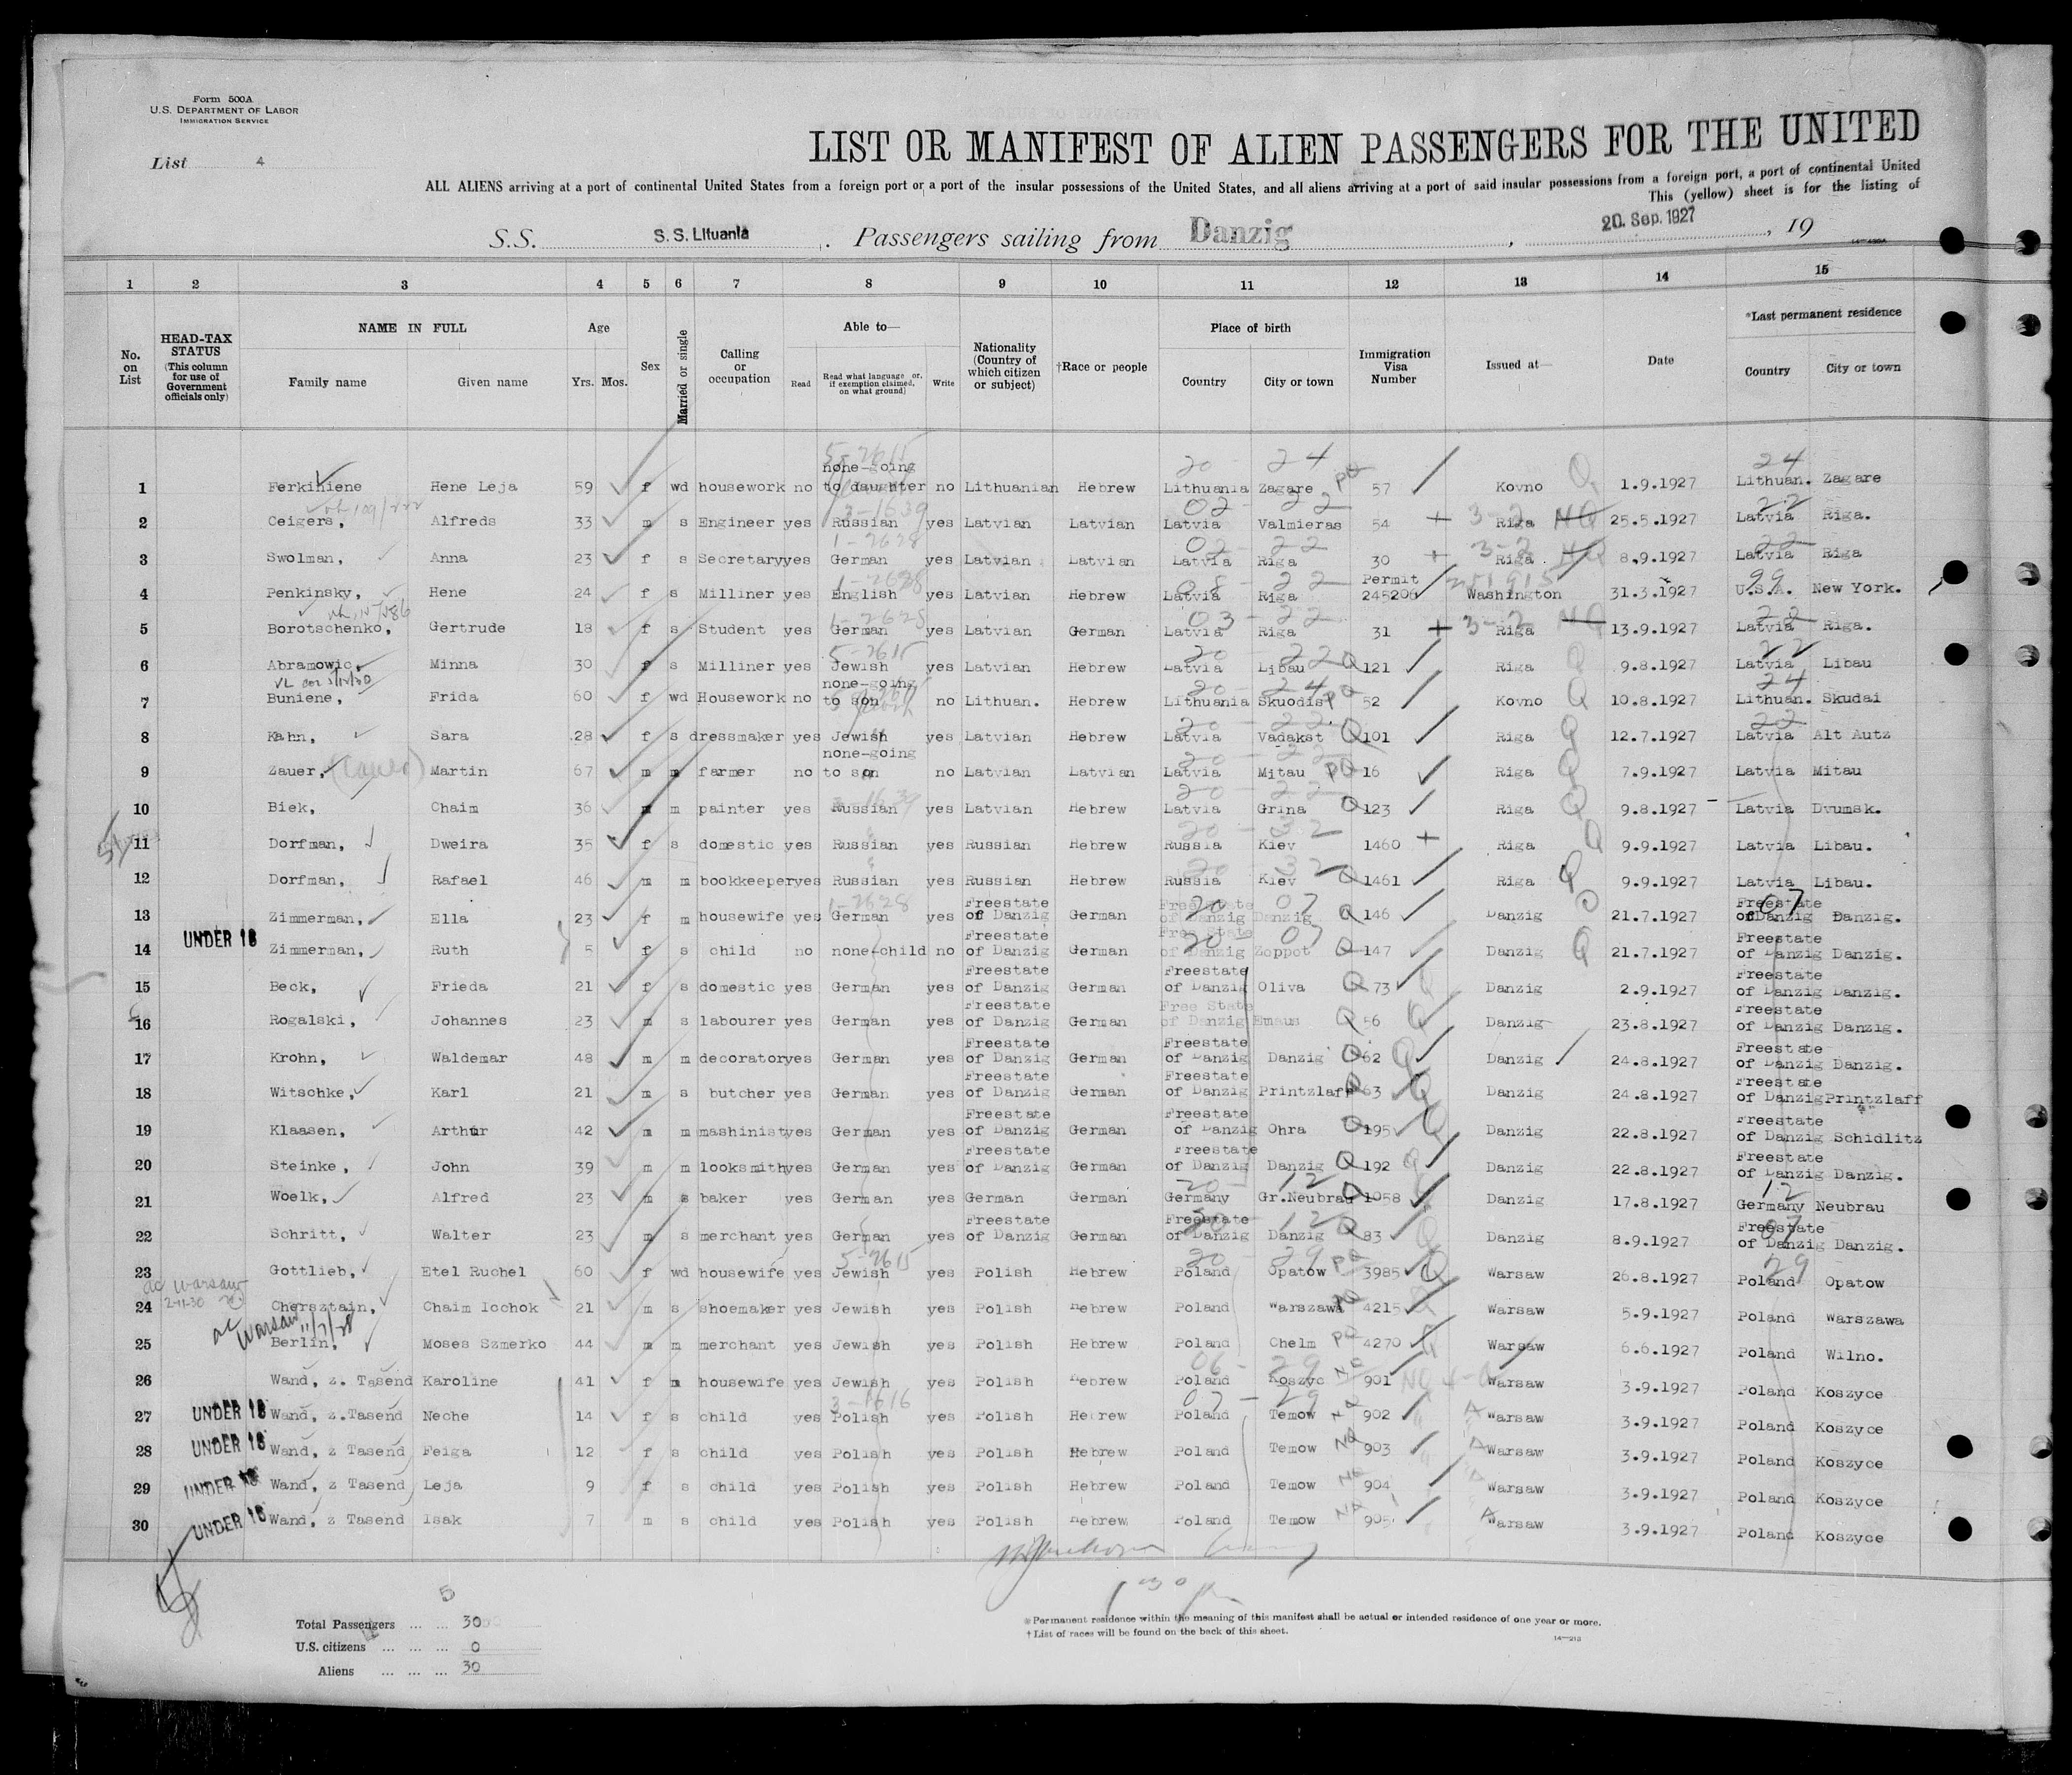 Form 500A
U.S. DEPARTMENT OF LABOR
IMMIGRATION SERVICE
List 4
LIST OR MANIFEST OF ALIEN PASSENGERS FOR THE UNITED
ALL ALIENS arriving at a port of continental United States from a foreign port or a port of the insular possessions of the United States, and all aliens arriving at a port of said insular possessions from a foreign port, a port of continental United
This (yellow) sheet is for the listing of
S.S. S.S. Lituania . Passengers sailing from Danzig , 20. Sep. 1927 , 19
1 2 3 4 5 6 7 8 9 10 11 12 13 14 15
No. on List
HEAD-TAX STATUS (This column for use of Government officials only)
NAME IN FULL
Family name Given name
Age
Yrs. Mos.
Sex
Married or single
Calling or occupation
Able to—
Read
Read what language or, if exemption claimed, on what ground)
Write
Nationality (Country of which citizen or subject)
†Race or people
Place of birth
Country City or town
Immigration Visa Number
Issued at—
Date
*Last permanent residence
Country City or town
1 Ferkiniene Hene Leja 59 f wd housework no none-going to daughter no Lithuanian Hebrew Lithuania Zagare 57 Kovno 1.9.1927 Lithuan. Zagare
2 Ceigers, Alfreds 33 m s Engineer yes Russian yes Latvian Latvian Latvia Valmieras 54 Riga 25.5.1927 Latvia Riga.
3 Swolman, Anna 23 f s Secretary yes German yes Latvian Latvian Latvia Riga 30 Riga 8.9.1927 Latvia Riga
4 Penkinsky, Hene 24 f s Milliner yes English yes Latvian Hebrew Latvia Riga Permit 245206 Washington 31.3.1927 U.S.A. New York.
5 Borotschenko, Gertrude 18 f s Student yes German yes Latvian German Latvia Riga 31 Riga 13.9.1927 Latvia Riga.
6 Abramowic, Minna 30 f s Milliner yes Jewish yes Latvian Hebrew Latvia Libau 121 Riga 9.8.1927 Latvia Libau
7 Buniene, Frida 60 f wd Housework no none-going to son no Lithuan. Hebrew Lithuania Skuodis 52 Kovno 10.8.1927 Lithuan. Skudai
8 Kahn, Sara 28 f s dressmaker yes Jewish yes Latvian Hebrew Latvia Vadakst 101 Riga 12.7.1927 Latvia Alt Autz
9 Zauer, Martin 67 m m farmer no none-going to son no Latvian Latvian Latvia Mitau 16 Riga 7.9.1927 Latvia Mitau
10 Biek, Chaim 36 m m painter yes Russian yes Latvian Hebrew Latvia Grina 123 Riga 9.8.1927 Latvia Dvumsk.
11 Dorfman, Dweira 35 f s domestic yes Russian yes Russian Hebrew Russia Kiev 1460 Riga 9.9.1927 Latvia Libau.
12 Dorfman, Rafael 46 m m bookkeeper yes Russian yes Russian Hebrew Russia Kiev 1461 Riga 9.9.1927 Latvia Libau.
13 Zimmerman, Ella 23 f m housewife yes German yes Freestate of Danzig German Freestate of Danzig Danzig 146 Danzig 21.7.1927 Freestate of Danzig Danzig.
UNDER 16 14 Zimmerman, Ruth 5 f s child no none-child no Freestate of Danzig German Free State of Danzig Zoppot 147 Danzig 21.7.1927 Freestate of Danzig Danzig.
15 Beck, Frieda 21 f s domestic yes German yes Freestate of Danzig German Freestate of Danzig Oliva 73 Danzig 2.9.1927 Freestate of Danzig Danzig.
16 Rogalski, Johannes 23 m s labourer yes German yes Freestate of Danzig German Free State of Danzig Emaus 56 Danzig 23.8.1927 Freestate of Danzig Danzig.
17 Krohn, Waldemar 48 m m decorator yes German yes Freestate of Danzig German Freestate of Danzig Danzig 62 Danzig 24.8.1927 Freestate of Danzig Danzig.
18 Witschke, Karl 21 m s butcher yes German yes Freestate of Danzig German Freestate of Danzig Printzlaff 63 Danzig 24.8.1927 Freestate of Danzig Printzlaff
19 Klaasen, Arthur 42 m m mashinist yes German yes Freestate of Danzig German Freestate of Danzig Ohra 195 Danzig 22.8.1927 Freestate of Danzig Schidlitz
20 Steinke, John 39 m m looksmith yes German yes Freestate of Danzig German Freestate of Danzig Danzig 192 Danzig 22.8.1927 Freestate of Danzig Danzig.
21 Woelk, Alfred 23 m s baker yes German yes German German Germany Gr.Neubrau 1058 Danzig 17.8.1927 Germany Neubrau
22 Schritt, Walter 23 m s merchant yes German yes Freestate of Danzig German Freestate of Danzig Danzig 83 Danzig 8.9.1927 Freestate of Danzig Danzig.
23 Gottlieb, Etel Ruchel 60 f wd housewife yes Jewish yes Polish Hebrew Poland Opatow 3985 Warsaw 26.8.1927 Poland Opatow
24 Chersztain, Chaim Icchok 21 m s shoemaker yes Jewish yes Polish Hebrew Poland Warszawa 4215 Warsaw 5.9.1927 Poland Warszawa
25 Berlin, Moses Szmerko 44 m m merchant yes Jewish yes Polish Hebrew Poland Chelm 4270 Warsaw 6.6.1927 Poland Wilno.
26 Wand, z. Tasend Karoline 41 f m housewife yes Jewish yes Polish Hebrew Poland Koszyc 901 Warsaw 3.9.1927 Poland Koszyce
UNDER 16 27 Wand, z.Tasend Neche 14 f s child yes Polish yes Polish Hebrew Poland Temow 902 Warsaw 3.9.1927 Poland Koszyce
UNDER 16 28 Wand, z Tasend Feiga 12 f s child yes Polish yes Polish Hebrew Poland Temow 903 Warsaw 3.9.1927 Poland Koszyce
UNDER 16 29 Wand, z Tasend Leja 9 f s child yes Polish yes Polish Hebrew Poland Temow 904 Warsaw 3.9.1927 Poland Koszyce
UNDER 16 30 Wand, z Tasend Isak 7 m s child yes Polish yes Polish Hebrew Poland Temow 905 Warsaw 3.9.1927 Poland Koszyce
Total Passengers ... ... 30
U.S. citizens ... ... ... 0
Aliens ... ... ... 30
* Permanent residence within the meaning of this manifest shall be actual or intended residence of one year or more.
† List of races will be found on the back of this sheet.